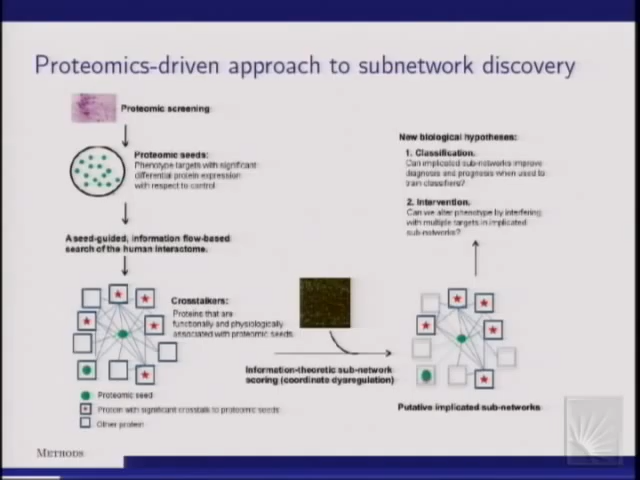 Proteomics-driven approach to subnetwork discovery
Proteomic screening
Proteomic seeds:
Phenotype targets with significant
differential protein expression
with respect to control
A seed-guided, information flow-based
search of the human interactome.
Crosstalkers:
Proteins that are
functionally and physiologically
associated with proteomic seeds
Proteomic seed
Protein with significant crosstalk to proteomic seeds
Other protein
Information-theoretic sub-network
scoring (coordinate dysregulation)
New biological hypotheses:
1. Classification.
Can implicated sub-networks improve
diagnosis and prognosis when used to
train classifiers?
2. Intervention.
Can we alter phenotype by interfering
with multiple targets in implicated
sub-networks?
Putative implicated sub-networks
Methods